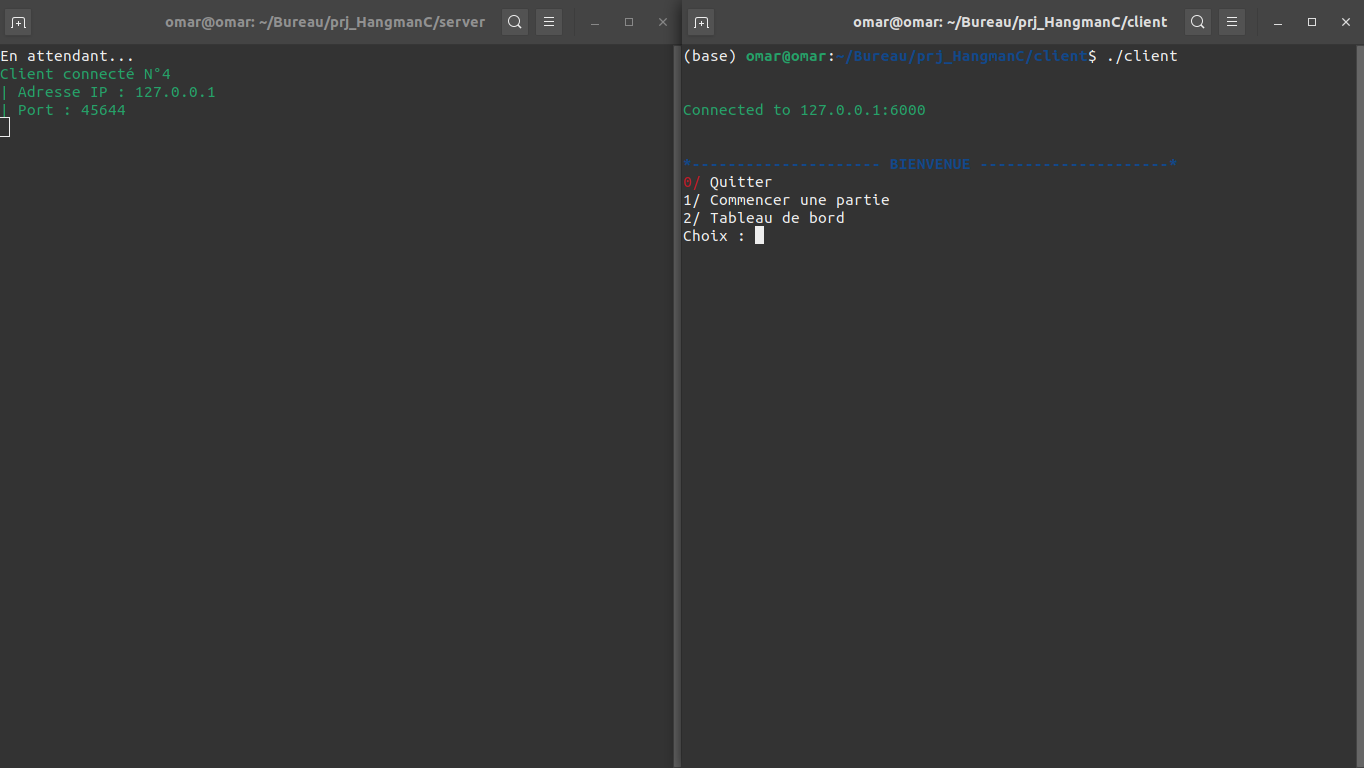 omar@omar: ~/Bureau/prj_HangmanC/server
En attendant...
Client connecté N°4
| Adresse IP : 127.0.0.1
| Port : 45644
omar@omar: ~/Bureau/prj_HangmanC/client
(base) omar@omar:~/Bureau/prj_HangmanC/client$ ./client
Connected to 127.0.0.1:6000
*--------------------- BIENVENUE ---------------------*
0/ Quitter
1/ Commencer une partie
2/ Tableau de bord
Choix :